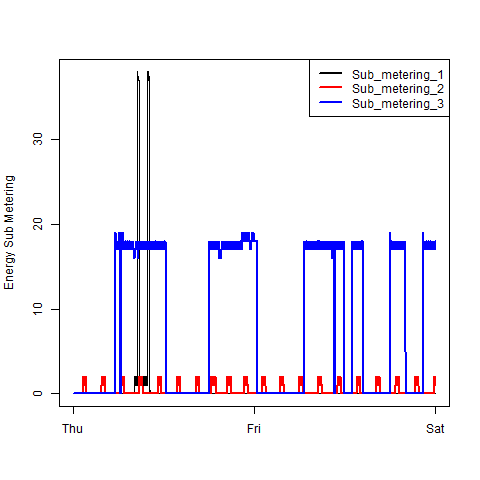 Sub_metering_1
Sub_metering_2
Sub_metering_3
Energy Sub Metering
30
20
10
0
Thu Fri Sat